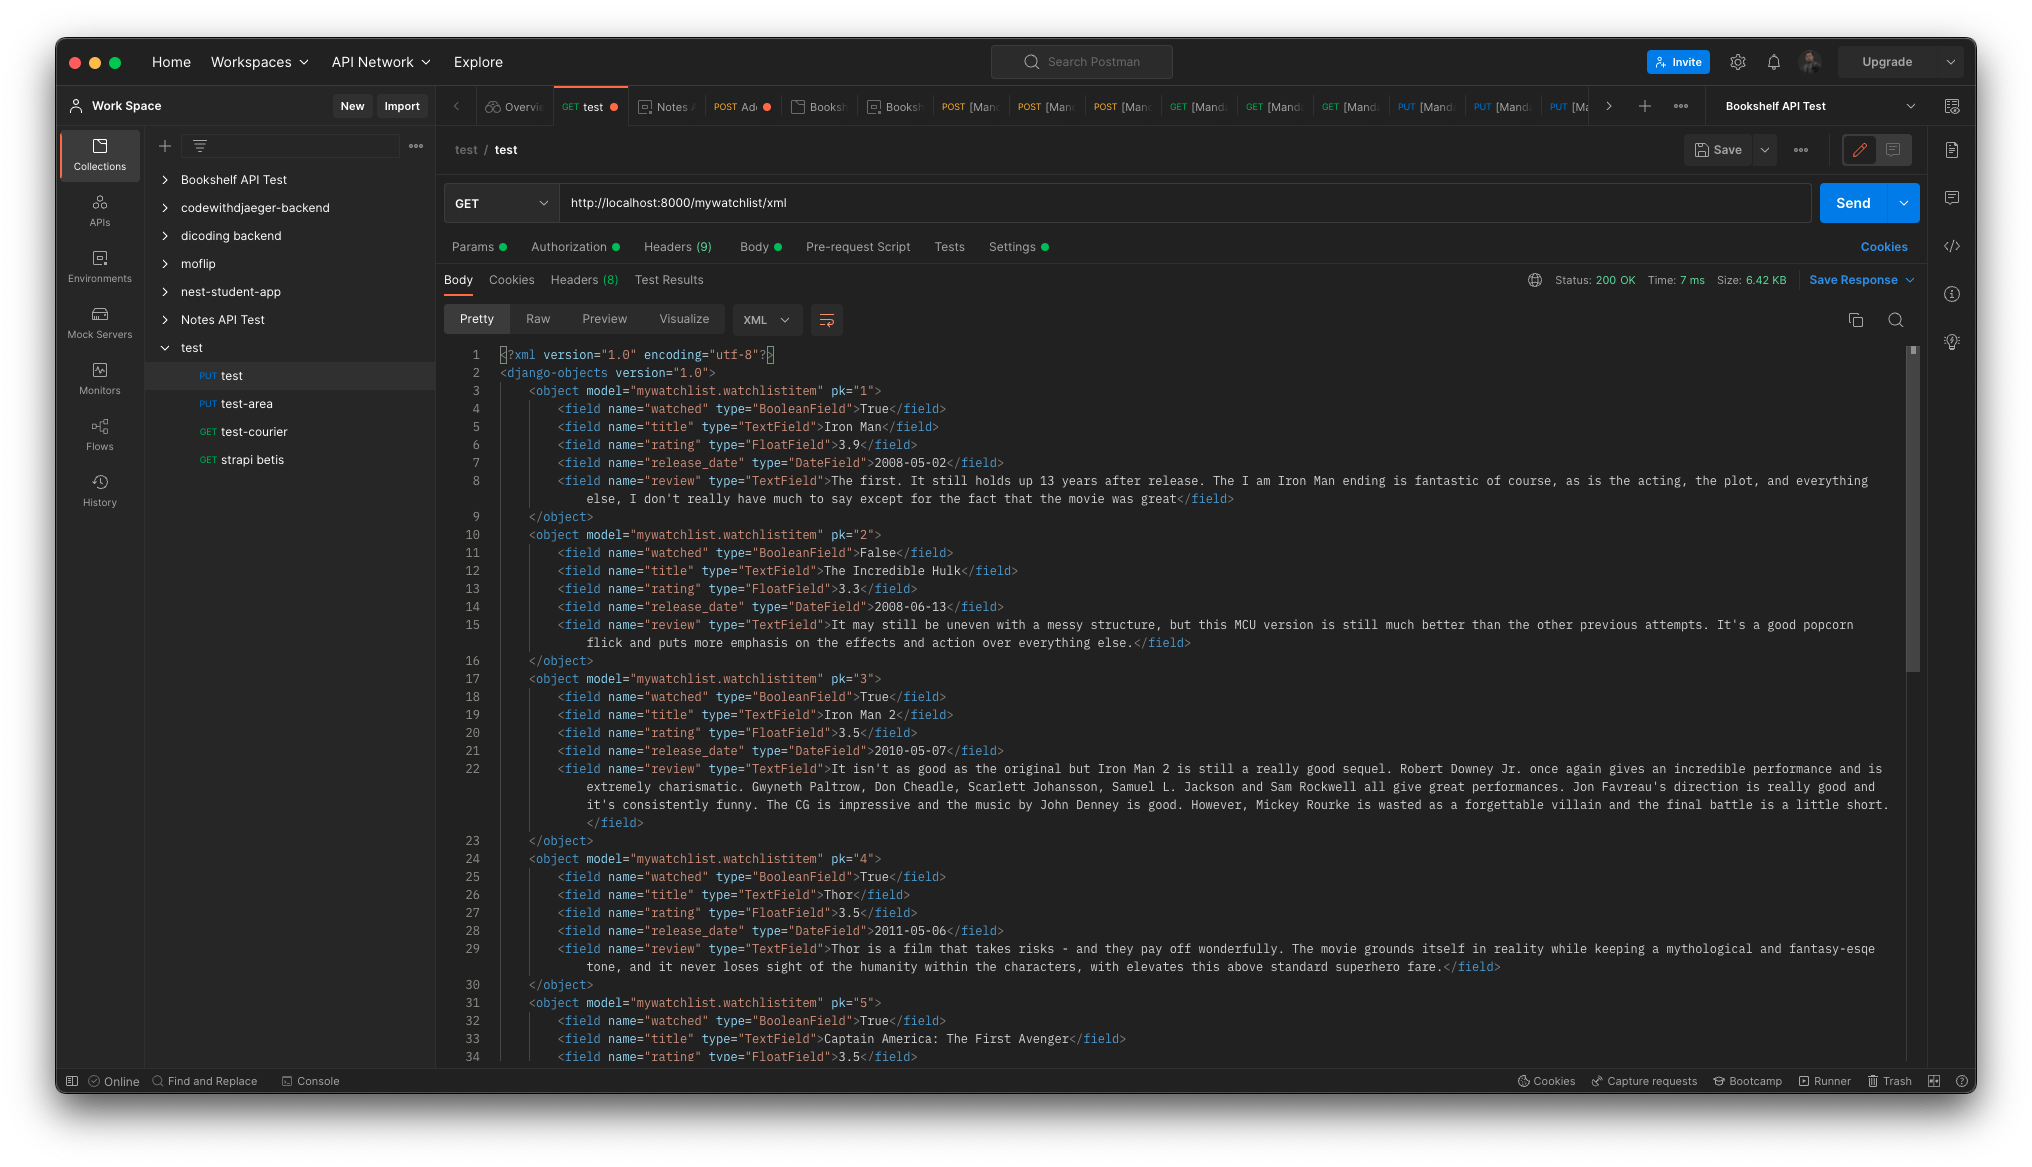 Home Workspaces API Network Explore
Search Postman
Invite Upgrade
Work Space New Import
Overvie
GET test
Notes A
POST Ad
Booksh
Booksh
POST [Mand
POST [Mand
POST [Mand
GET [Manda
GET [Manda
GET [Manda
PUT [Manda
PUT [Manda
PUT [Ma
Bookshelf API Test
Collections
APIs
Environments
Mock Servers
Monitors
Flows
History
Bookshelf API Test
codewithdjaeger-backend
dicoding backend
moflip
nest-student-app
Notes API Test
test
PUT test
PUT test-area
GET test-courier
GET strapi betis
test / test
Save
GET http://localhost:8000/mywatchlist/xml Send
Params Authorization Headers (9) Body Pre-request Script Tests Settings Cookies
Body Cookies Headers (8) Test Results Status: 200 OK Time: 7 ms Size: 6.42 KB Save Response
Pretty Raw Preview Visualize XML
1 <?xml version="1.0" encoding="utf-8"?>
2 <django-objects version="1.0">
3 <object model="mywatchlist.watchlistitem" pk="1">
4 <field name="watched" type="BooleanField">True</field>
5 <field name="title" type="TextField">Iron Man</field>
6 <field name="rating" type="FloatField">3.9</field>
7 <field name="release_date" type="DateField">2008-05-02</field>
8 <field name="review" type="TextField">The first. It still holds up 13 years after release. The I am Iron Man ending is fantastic of course, as is the acting, the plot, and everything
else, I don't really have much to say except for the fact that the movie was great</field>
9 </object>
10 <object model="mywatchlist.watchlistitem" pk="2">
11 <field name="watched" type="BooleanField">False</field>
12 <field name="title" type="TextField">The Incredible Hulk</field>
13 <field name="rating" type="FloatField">3.3</field>
14 <field name="release_date" type="DateField">2008-06-13</field>
15 <field name="review" type="TextField">It may still be uneven with a messy structure, but this MCU version is still much better than the other previous attempts. It's a good popcorn
flick and puts more emphasis on the effects and action over everything else.</field>
16 </object>
17 <object model="mywatchlist.watchlistitem" pk="3">
18 <field name="watched" type="BooleanField">True</field>
19 <field name="title" type="TextField">Iron Man 2</field>
20 <field name="rating" type="FloatField">3.5</field>
21 <field name="release_date" type="DateField">2010-05-07</field>
22 <field name="review" type="TextField">It isn't as good as the original but Iron Man 2 is still a really good sequel. Robert Downey Jr. once again gives an incredible performance and is
extremely charismatic. Gwyneth Paltrow, Don Cheadle, Scarlett Johansson, Samuel L. Jackson and Sam Rockwell all give great performances. Jon Favreau's direction is really good and
it's consistently funny. The CG is impressive and the music by John Denney is good. However, Mickey Rourke is wasted as a forgettable villain and the final battle is a little short.
</field>
23 </object>
24 <object model="mywatchlist.watchlistitem" pk="4">
25 <field name="watched" type="BooleanField">True</field>
26 <field name="title" type="TextField">Thor</field>
27 <field name="rating" type="FloatField">3.5</field>
28 <field name="release_date" type="DateField">2011-05-06</field>
29 <field name="review" type="TextField">Thor is a film that takes risks - and they pay off wonderfully. The movie grounds itself in reality while keeping a mythological and fantasy-esqe
tone, and it never loses sight of the humanity within the characters, with elevates this above standard superhero fare.</field>
30 </object>
31 <object model="mywatchlist.watchlistitem" pk="5">
32 <field name="watched" type="BooleanField">True</field>
33 <field name="title" type="TextField">Captain America: The First Avenger</field>
34 <field name="rating" type="FloatField">3.5</field>
Online Find and Replace Console Cookies Capture requests Bootcamp Runner Trash